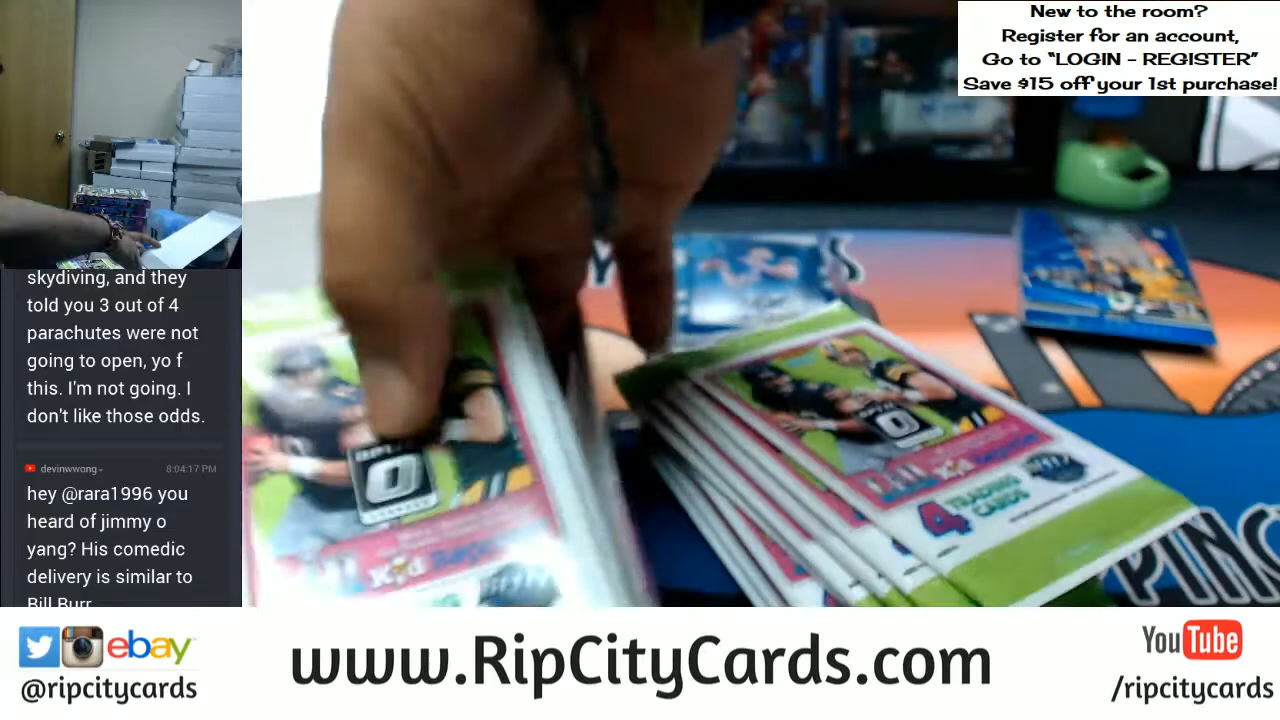 New to the room?
Register for an account,
Go to “LOGIN - REGISTER”
Save $15 off your 1st purchase!
skydiving, and they
told you 3 out of 4
parachutes were not
going to open, yo f
this. I'm not going. I
don't like those odds.
devinwwong-
8:04:17 PM
hey @rara1996 you
heard of jimmy o
yang? His comedic
delivery is similar to
Bill Burr
4 TRADING
CARDS
PING
ebay
@ripcitycards
www.RipCityCards.com
YouTube
/ripcitycards